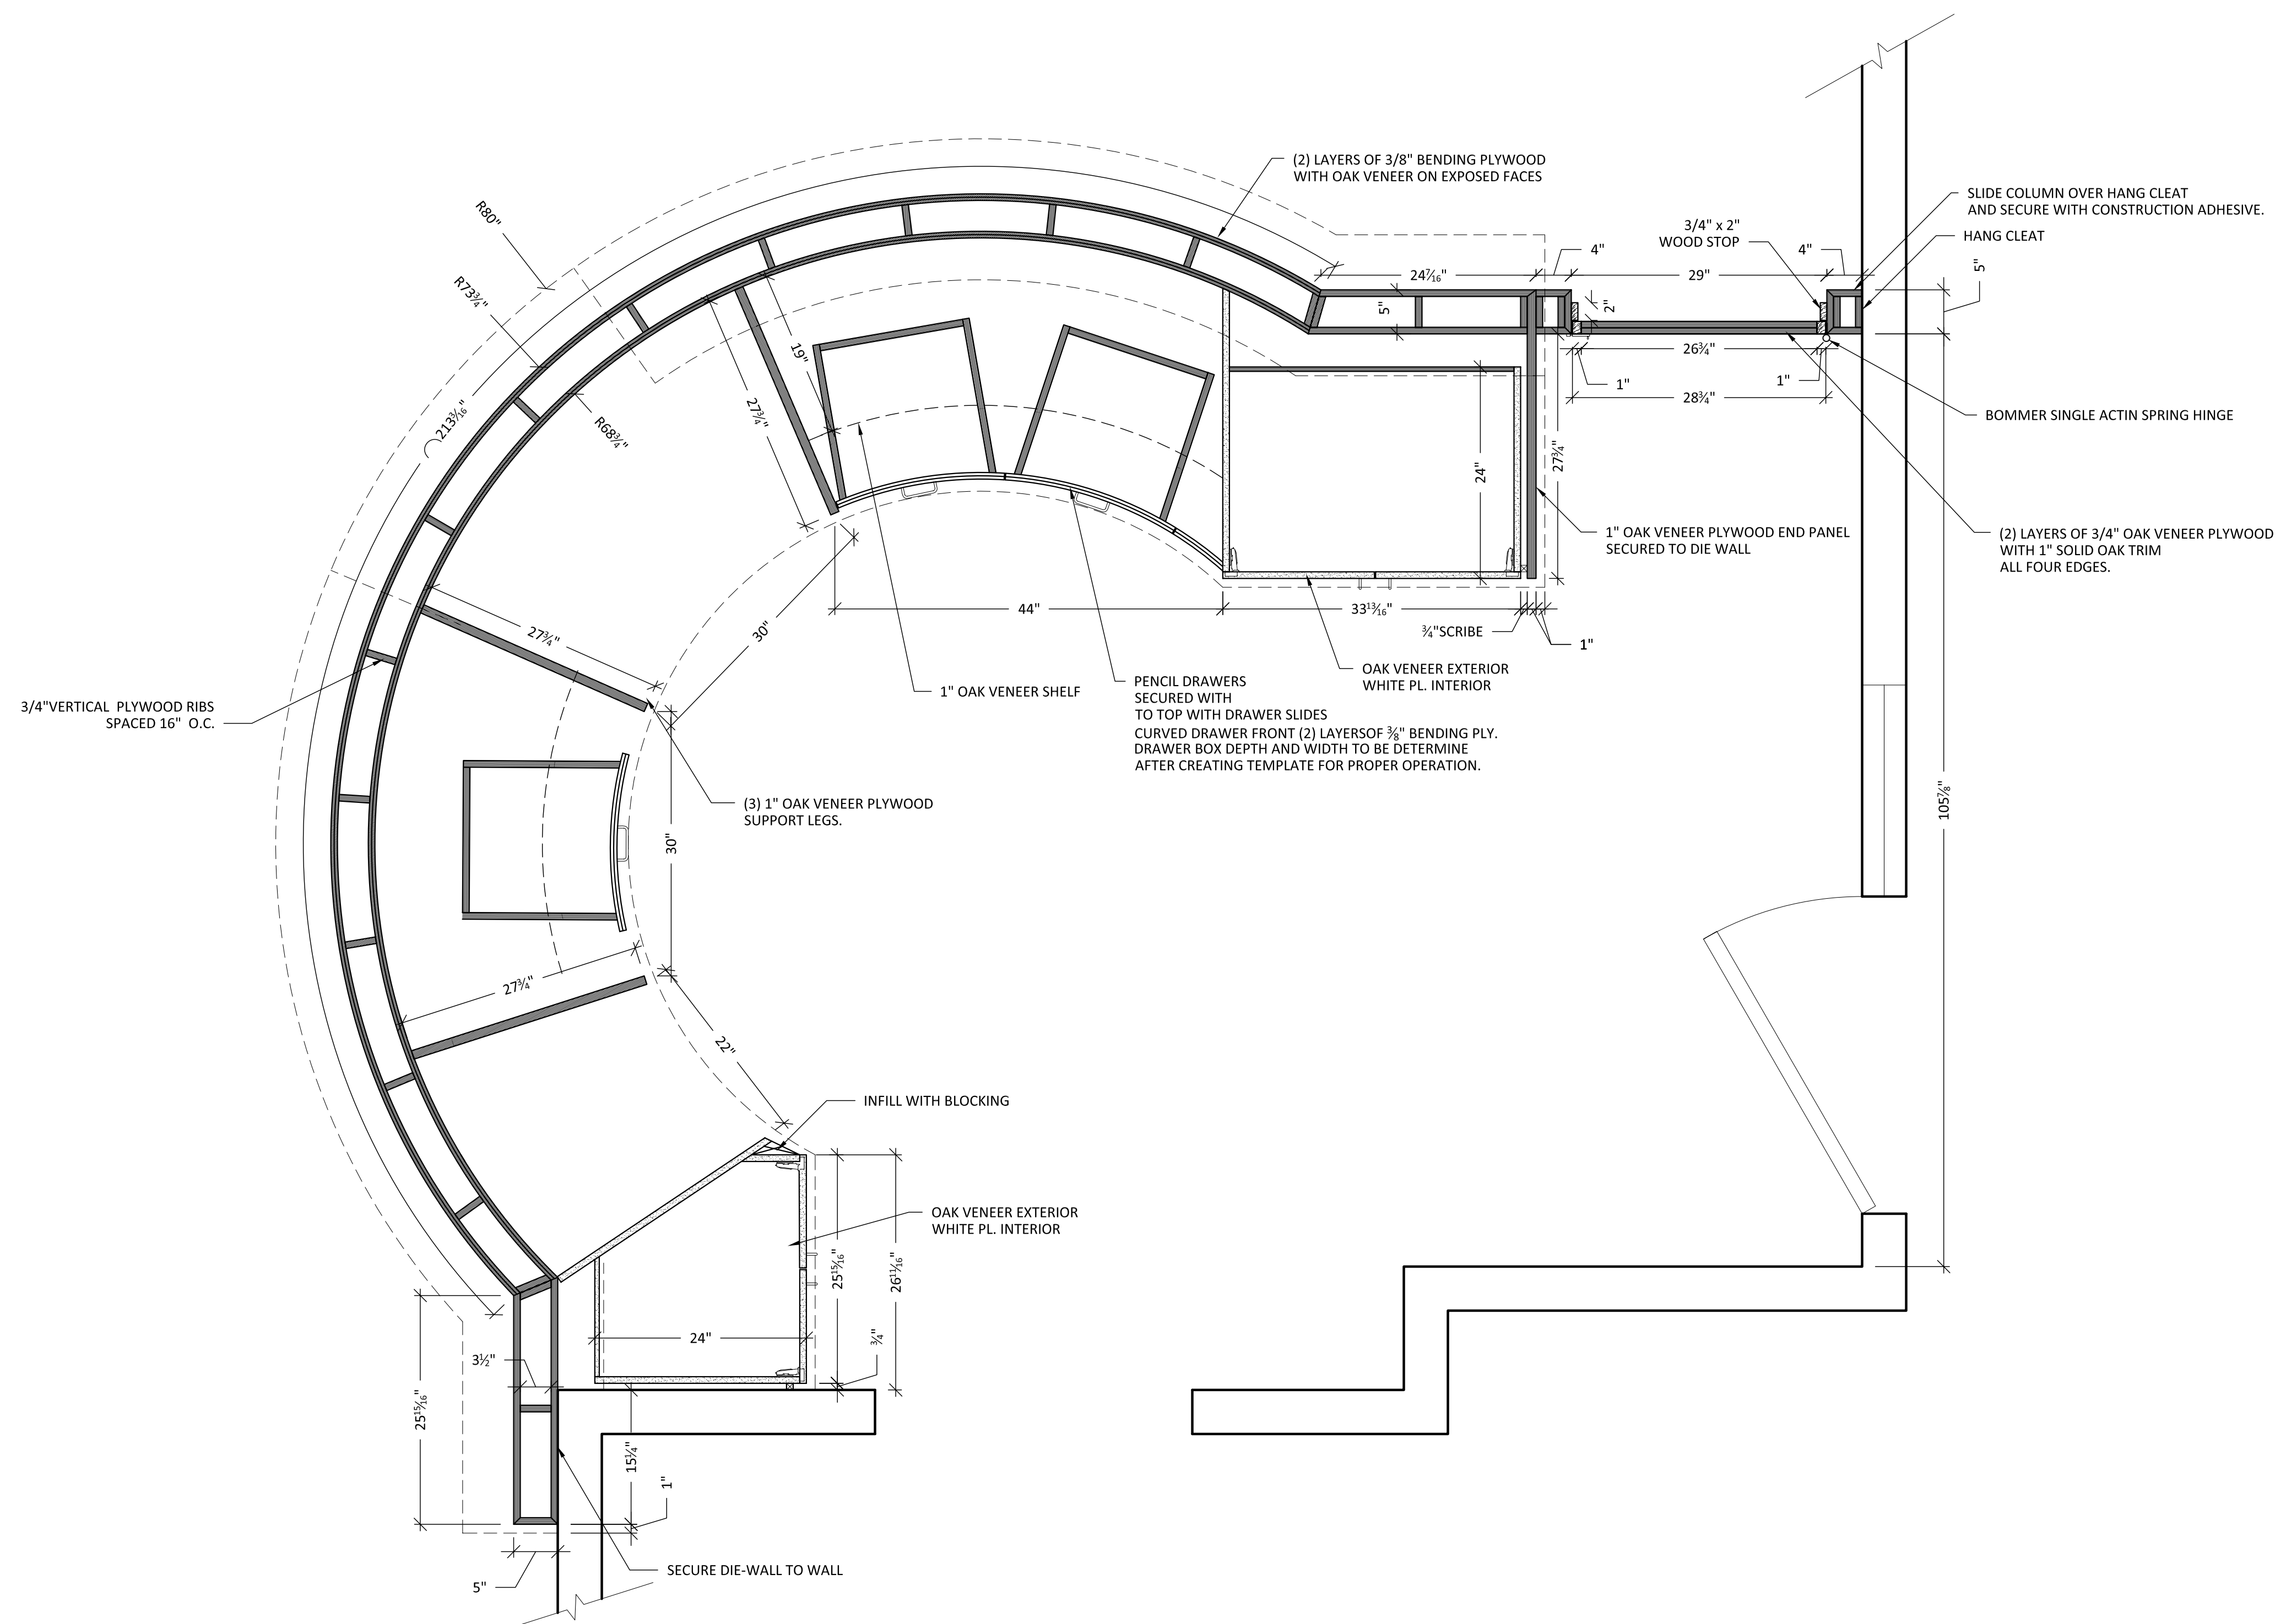 (2) LAYERS OF 3/8" BENDING PLYWOOD
WITH OAK VENEER ON EXPOSED FACES
SLIDE COLUMN OVER HANG CLEAT
AND SECURE WITH CONSTRUCTION ADHESIVE.
HANG CLEAT
3/4" x 2"
WOOD STOP
R80"
R73¾"
R68¾"
213³⁄₁₆"
24⁷⁄₁₆"
4"
29"
4"
5"
5"
2"
26¾"
1"
1"
28¾"
BOMMER SINGLE ACTIN SPRING HINGE
19"
27¾"
24"
27¾"
1" OAK VENEER PLYWOOD END PANEL
SECURED TO DIE WALL
(2) LAYERS OF 3/4" OAK VENEER PLYWOOD
WITH 1" SOLID OAK TRIM
ALL FOUR EDGES.
44"
33¹³⁄₁₆"
¾"SCRIBE
1"
30"
27¾"
OAK VENEER EXTERIOR
WHITE PL. INTERIOR
1" OAK VENEER SHELF
PENCIL DRAWERS
SECURED WITH
TO TOP WITH DRAWER SLIDES
CURVED DRAWER FRONT (2) LAYERSOF ⅜" BENDING PLY.
DRAWER BOX DEPTH AND WIDTH TO BE DETERMINE
AFTER CREATING TEMPLATE FOR PROPER OPERATION.
3/4"VERTICAL PLYWOOD RIBS
SPACED 16" O.C.
(3) 1" OAK VENEER PLYWOOD
SUPPORT LEGS.
30"
105⅞"
27¾"
22"
INFILL WITH BLOCKING
OAK VENEER EXTERIOR
WHITE PL. INTERIOR
25¹⁵⁄₁₆"
26¹¹⁄₁₆"
24"
¾"
3½"
25¹⁵⁄₁₆"
15¼"
1"
SECURE DIE-WALL TO WALL
5"